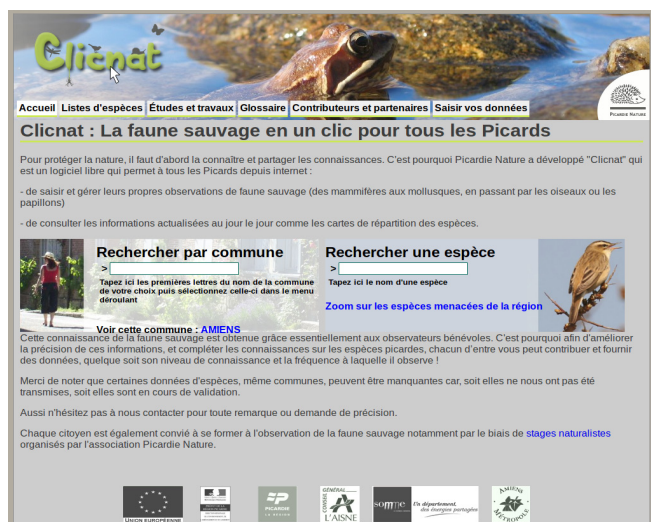 Clicnat
Accueil Listes d'espèces Études et travaux Glossaire Contributeurs et partenaires Saisir vos données
PICARDIE NATURE
Clicnat : La faune sauvage en un clic pour tous les Picards
Pour protéger la nature, il faut d'abord la connaître et partager les connaissances. C'est pourquoi Picardie Nature a développé "Clicnat" qui
est un logiciel libre qui permet à tous les Picards depuis internet :
- de saisir et gérer leurs propres observations de faune sauvage (des mammifères aux mollusques, en passant par les oiseaux ou les
papillons)
- de consulter les informations actualisées au jour le jour comme les cartes de répartition des espèces.
Rechercher par commune
>
Tapez ici les premières lettres du nom de la commune
de votre choix puis sélectionnez celle-ci dans le menu
déroulant
Voir cette commune : AMIENS
Rechercher une espèce
>
Tapez ici le nom d'une espèce
Zoom sur les espèces menacées de la région
Cette connaissance de la faune sauvage est obtenue grâce essentiellement aux observateurs bénévoles. C'est pourquoi afin d'améliorer
la précision de ces informations, et compléter les connaissances sur les espèces picardes, chacun d'entre vous peut contribuer et fournir
des données, quelque soit son niveau de connaissance et la fréquence à laquelle il observe !
Merci de noter que certaines données d'espèces, même communes, peuvent être manquantes car, soit elles ne nous ont pas été
transmises, soit elles sont en cours de validation.
Aussi n'hésitez pas à nous contacter pour toute remarque ou demande de précision.
Chaque citoyen est également convié à se former à l'observation de la faune sauvage notamment par le biais de stages naturalistes
organisés par l'association Picardie Nature.
UNION EUROPÉENNE
PICARDIE
LA RÉGION
CONSEIL GÉNÉRAL
L'AISNE
somme
Un département,
des énergies partagées
AMIENS
MÉTROPOLE